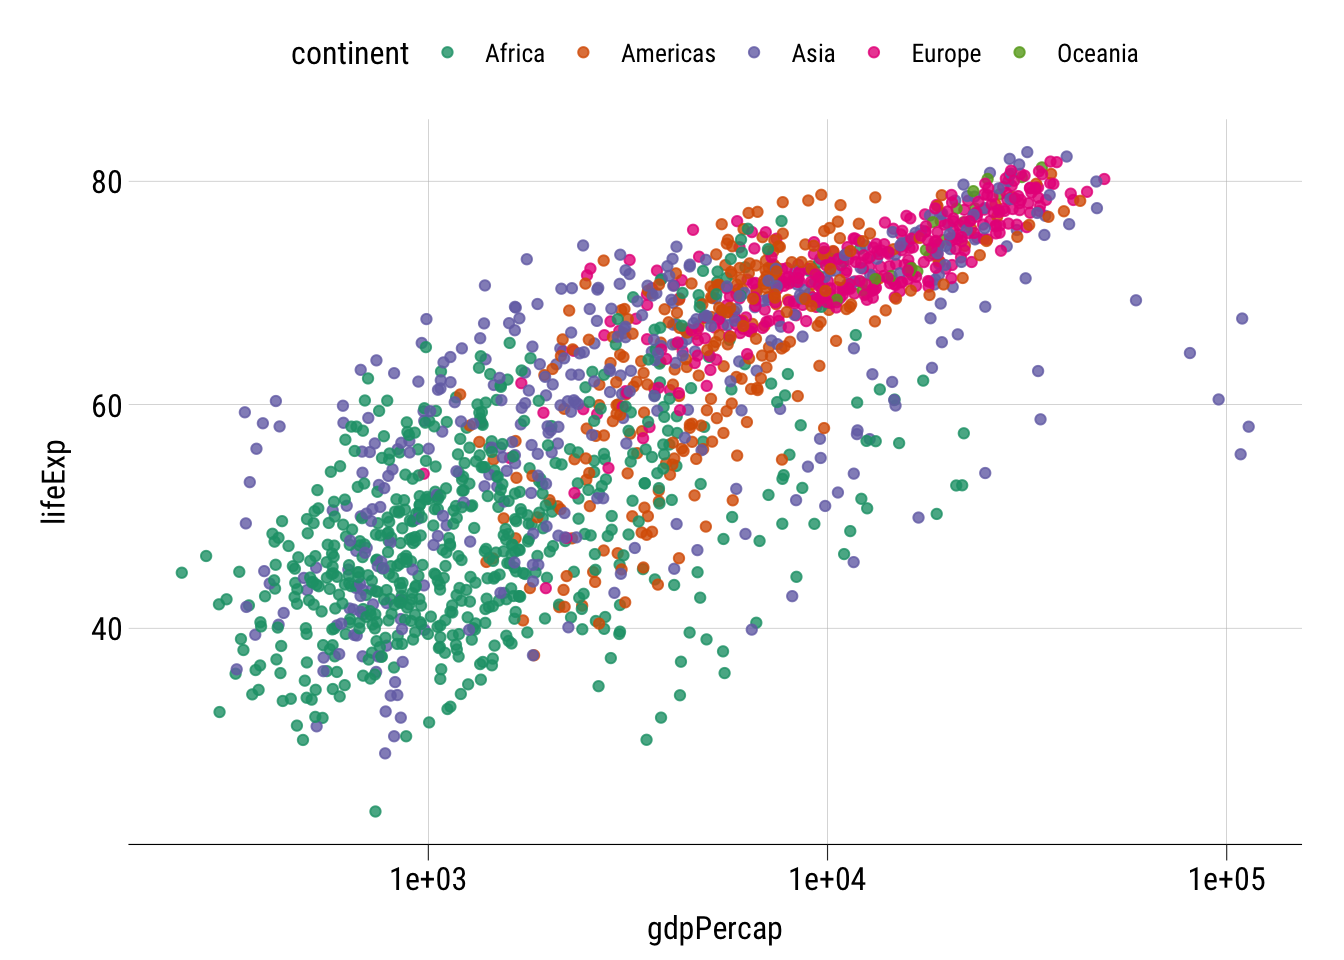 continent Africa Americas Asia Europe Oceania
80
60
40
lifeExp
1e+03 1e+04 1e+05
gdpPercap